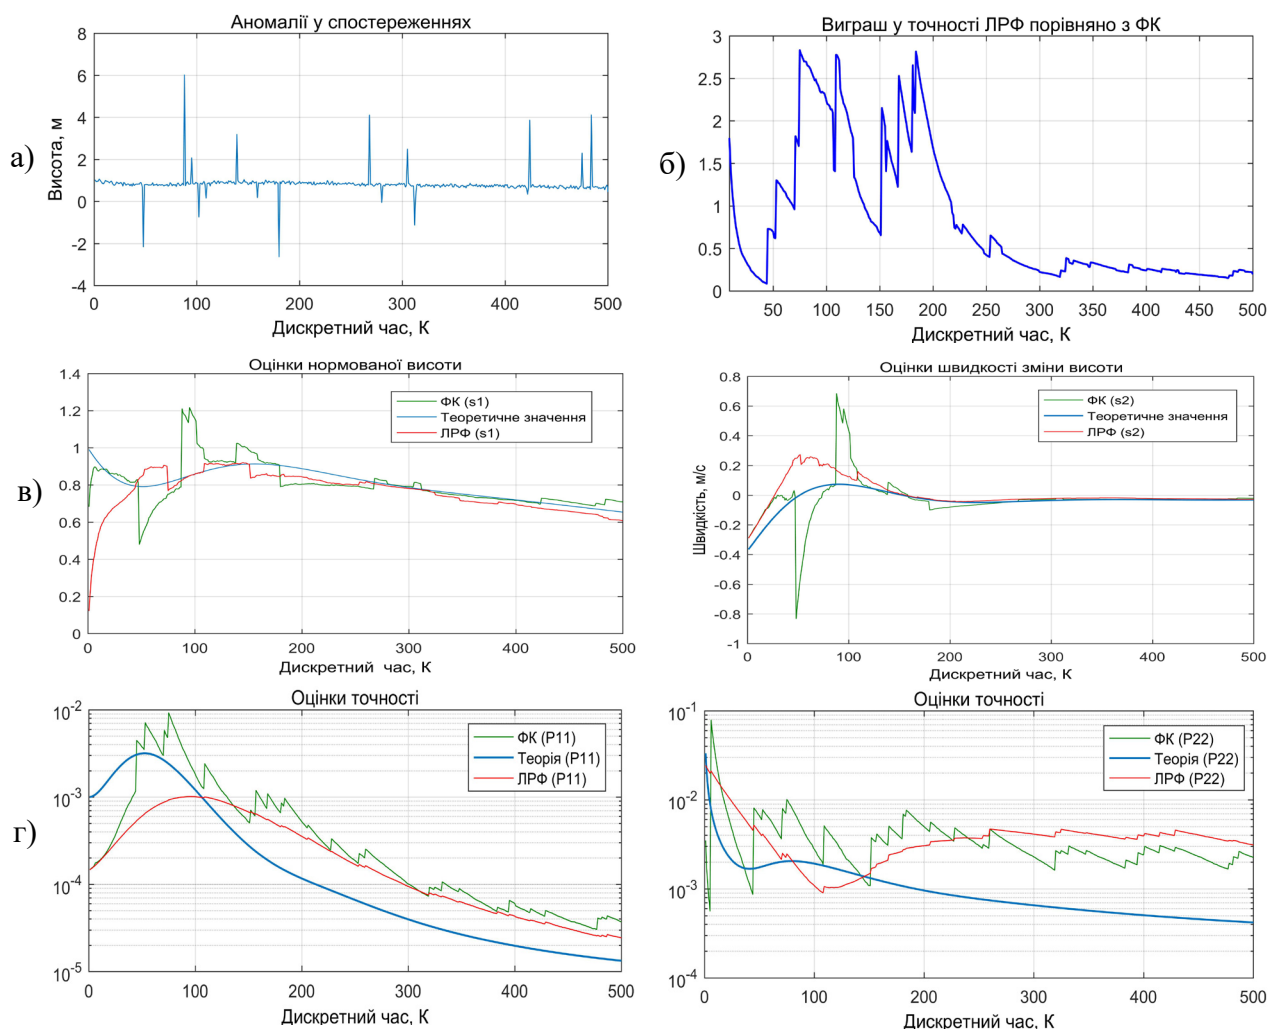 Аномалії у спостереженнях
а)
Висота, м
8
6
4
2
0
-2
-4
0 100 200 300 400 500
Дискретний час, К
Виграш у точності ЛРФ порівняно з ФК
б)
3
2.5
2
1.5
1
0.5
0
50 100 150 200 250 300 350 400 450 500
Дискретний час, К
Оцінки нормованої висоти
в)
1.4
1.2
1
0.8
0.6
0.4
0.2
0
ФК (s1)
Теоретичне значення
ЛРФ (s1)
0 100 200 300 400 500
Дискретний час, К
Оцінки швидкості зміни висоти
Швидкість, м/с
0.8
0.6
0.4
0.2
0
-0.2
-0.4
-0.6
-0.8
-1
ФК (s2)
Теоретичне значення
ЛРФ (s2)
0 100 200 300 400 500
Дискретний час, К
Оцінки точності
г)
10⁻²
10⁻³
10⁻⁴
10⁻⁵
ФК (P11)
Теорія (P11)
ЛРФ (P11)
0 100 200 300 400 500
Дискретний час, К
Оцінки точності
10⁻¹
10⁻²
10⁻³
10⁻⁴
ФК (P22)
Теорія (P22)
ЛРФ (P22)
0 100 200 300 400 500
Дискретний час, К